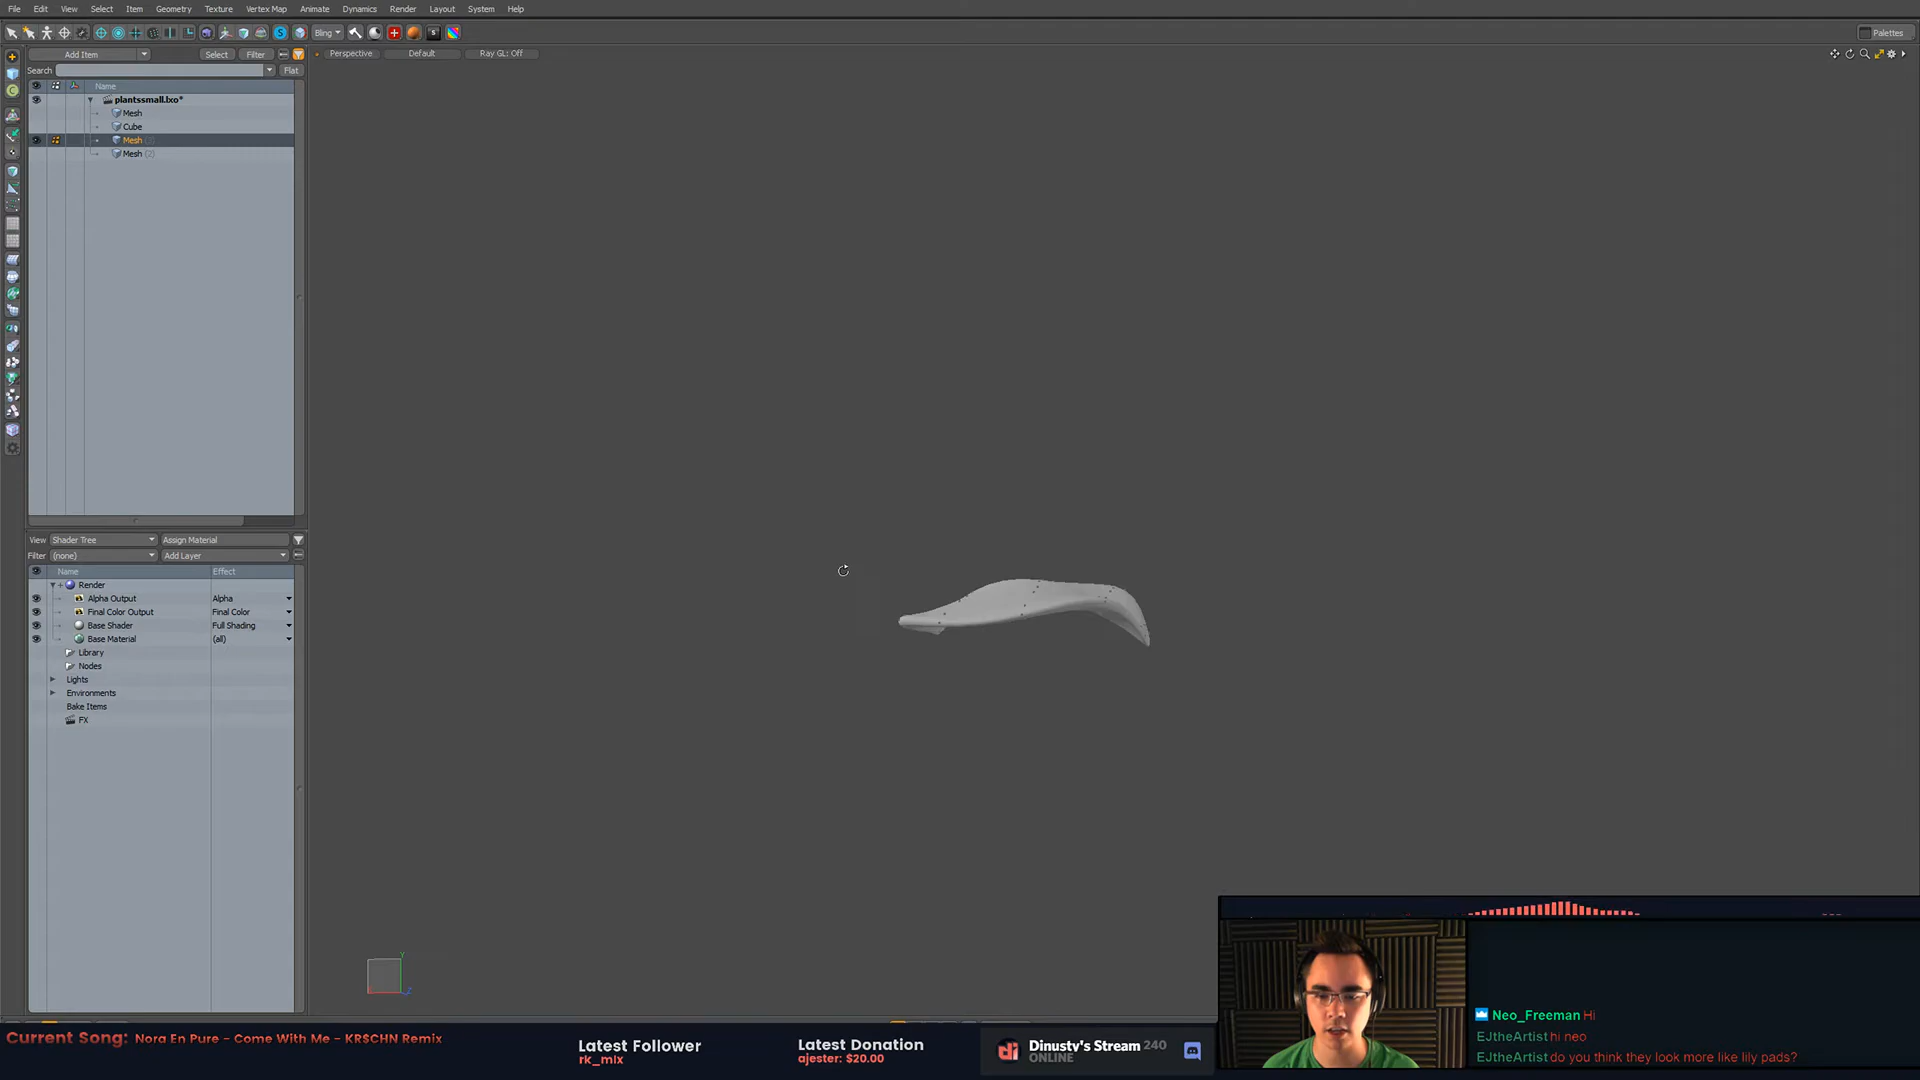 File Edit View Select Item Geometry Texture Vertex Map Animate Dynamics Render Layout System Help
Bling
Palettes
Add Item Select Filter
Perspective Default Ray GL: Off
Search Flat
Name
plantssmall.lxo*
Mesh
Cube
Mesh
Mesh (2)
View Shader Tree Assign Material
Filter (none) Add Layer
Name Effect
Render
Alpha Output Alpha
Final Color Output Final Color
Base Shader Full Shading
Base Material (all)
Library
Nodes
Lights
Environments
Bake Items
FX
Y
Neo_Freeman Hi
EJtheArtist hi neo
EJtheArtist do you think they look more like lily pads?
Current Song: Nora En Pure - Come With Me - KR$CHN Remix
Latest Follower
rk_mix
Latest Donation
ajester: $20.00
Dinusty's Stream 240
ONLINE